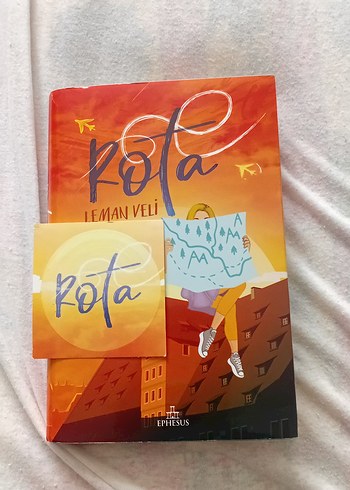 Rota
LEMAN VELİ
Rota
EPHESUS